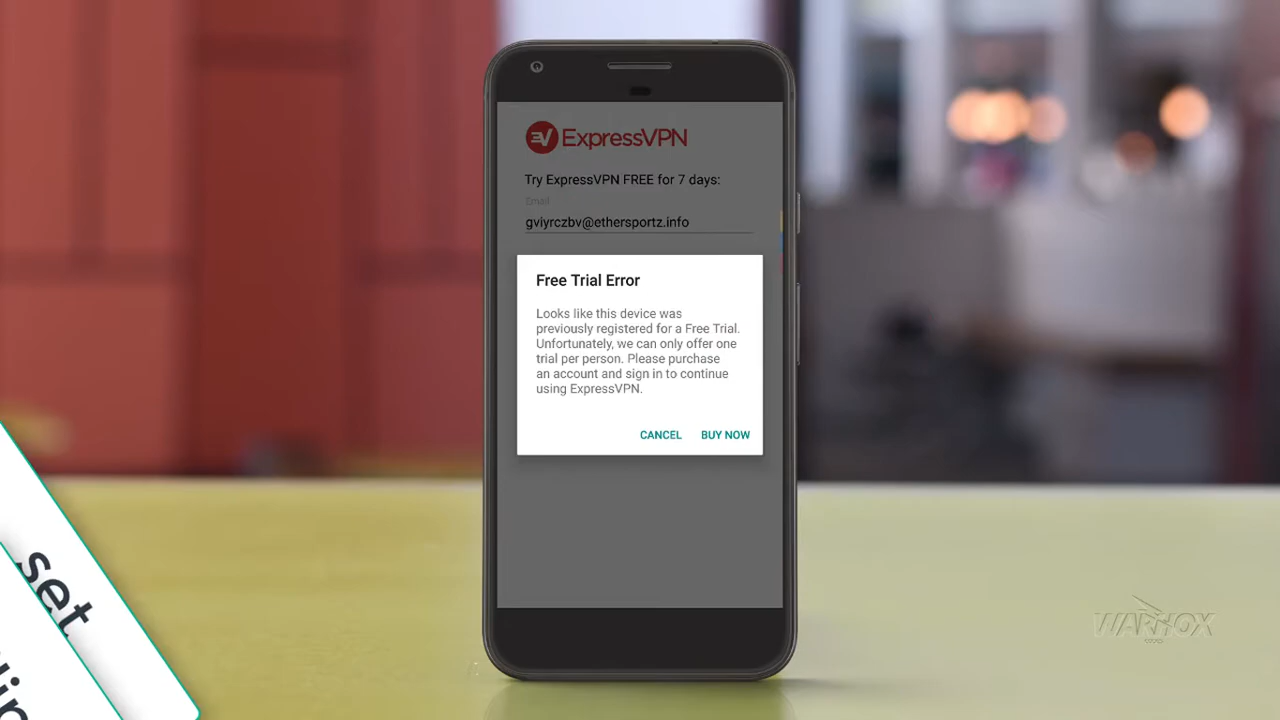 ExpressVPN
Try ExpressVPN FREE for 7 days:
Email
gviyrczbv@ethersportz.info
Free Trial Error
Looks like this device was
previously registered for a Free Trial.
Unfortunately, we can only offer one
trial per person. Please purchase
an account and sign in to continue
using ExpressVPN.
CANCEL
BUY NOW
set
WARHOX